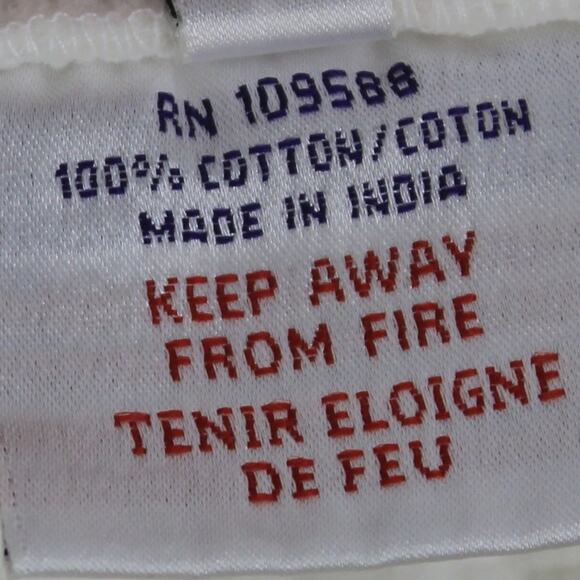 RN 109588
100% COTTON/COTON
MADE IN INDIA
KEEP AWAY
FROM FIRE
TENIR ELOIGNE
DE FEU